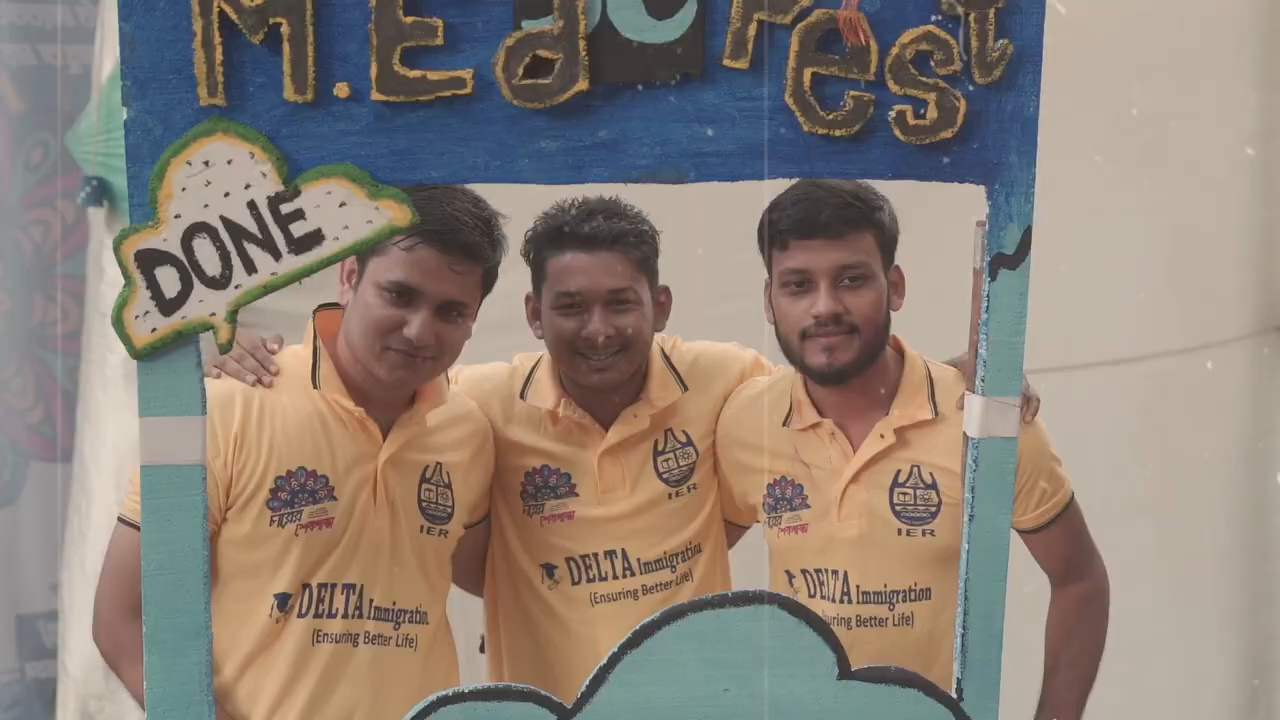 M.Ed Fest
DONE
IER
DELTA Immigration
(Ensuring Better Life)
IER
DELTA Immigration
(Ensuring Better Life)
IER
DELTA Immigration
Better Life)